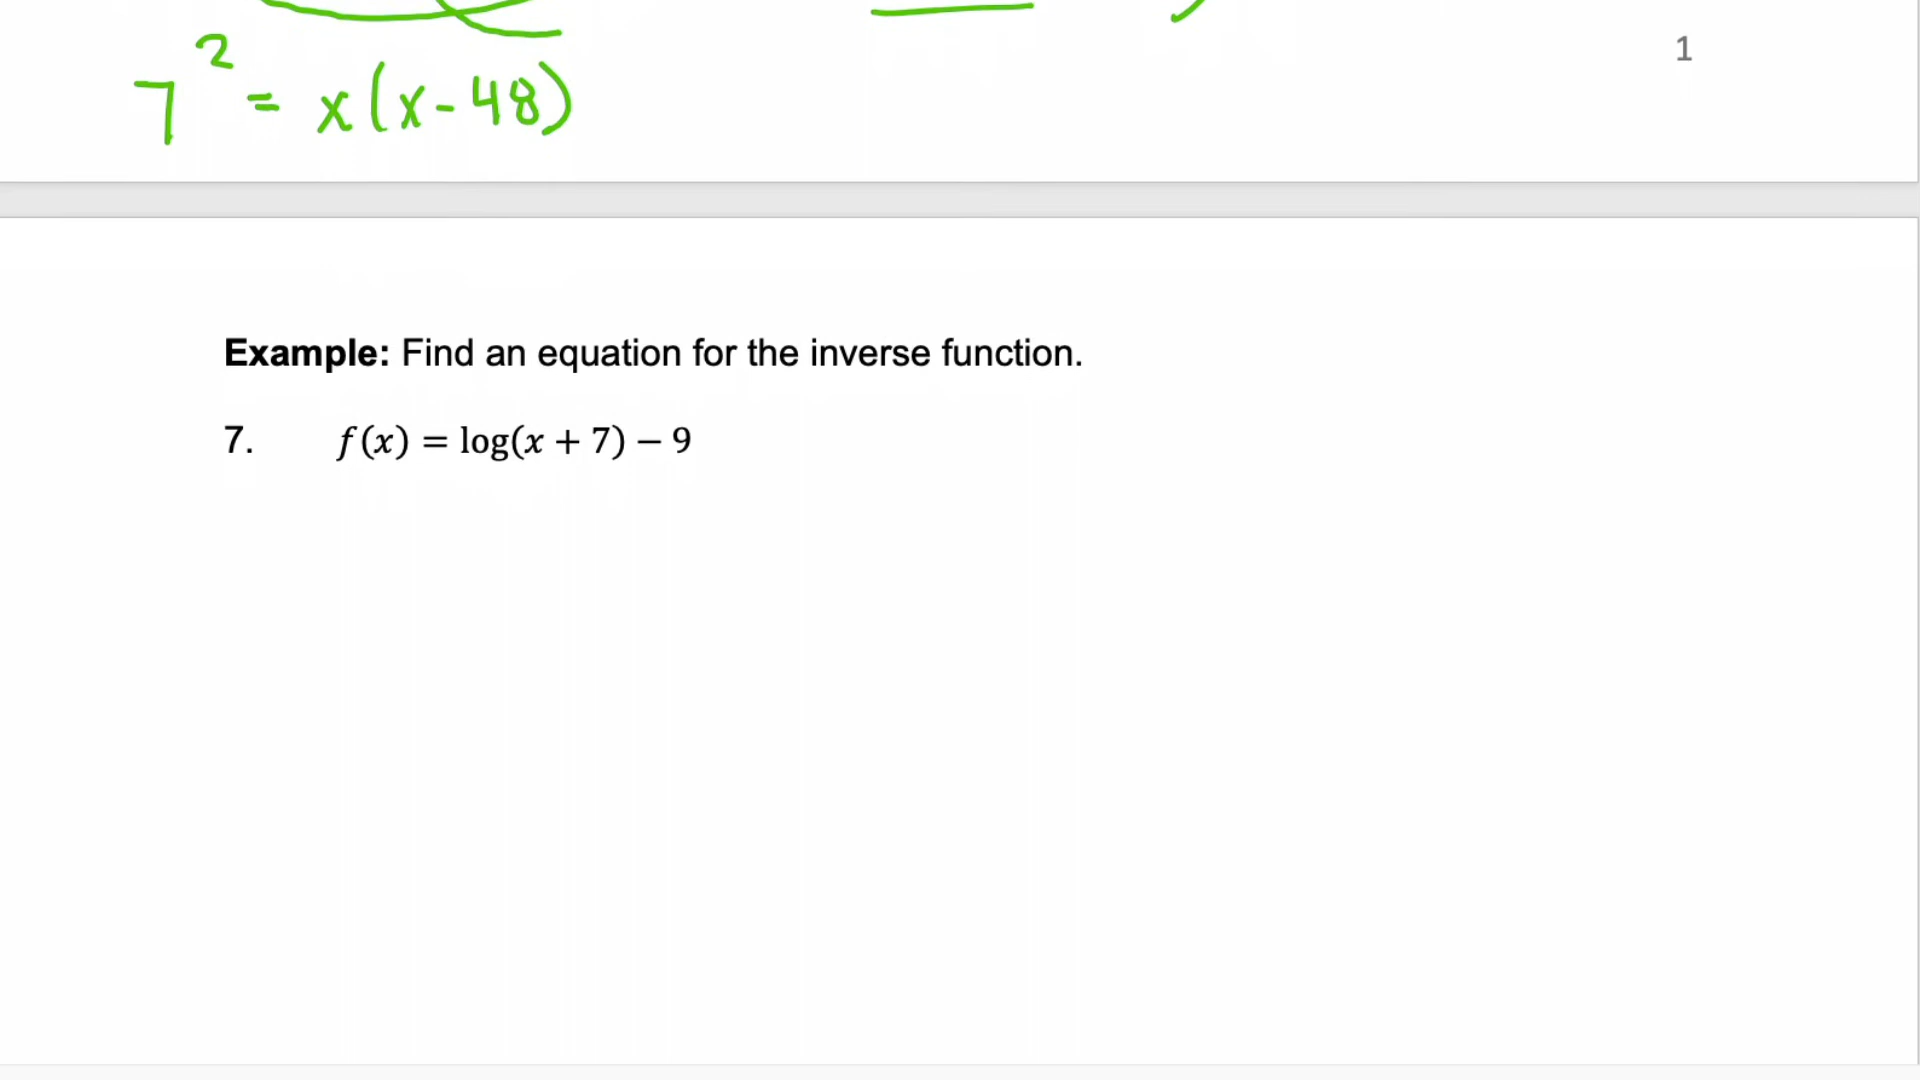 1
7² = x(x-48)
Example: Find an equation for the inverse function.
7. f(x) = log(x + 7) − 9